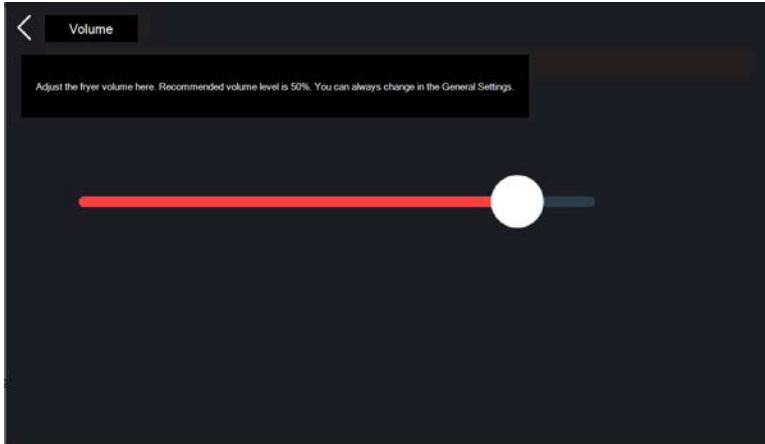 Volume
Adjust the fryer volume here. Recommended volume level is 50%. You can always change in the General Settings.